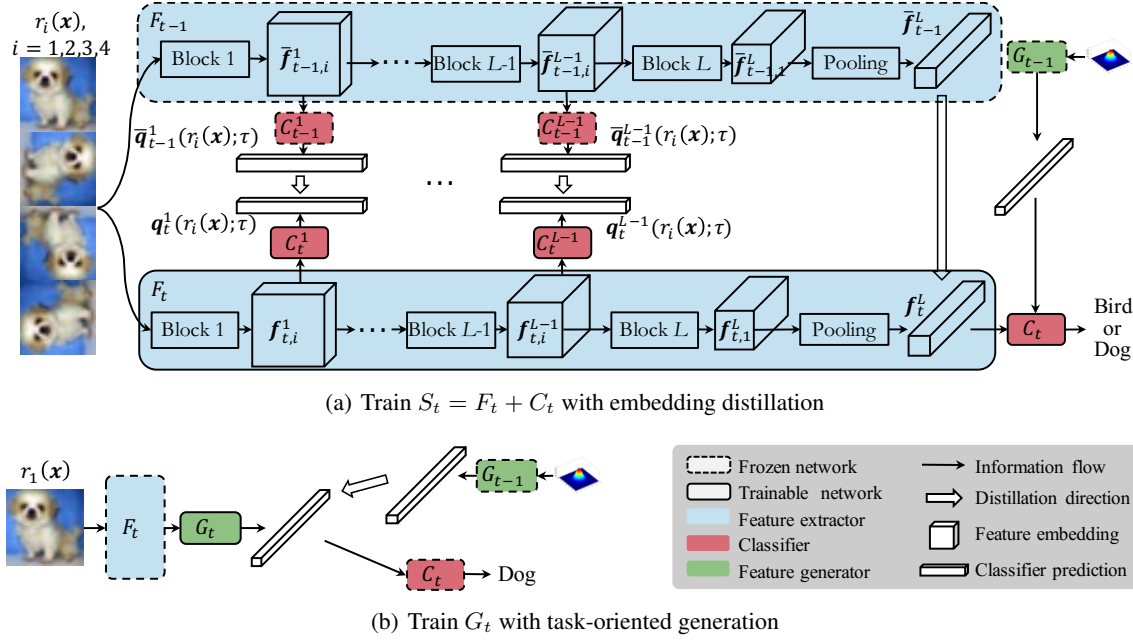 r_i(x),
i = 1,2,3,4
F_{t−1}
Block 1
f̄^1_{t−1,i}
· · ·
Block L-1
f̄^{L−1}_{t−1,i}
Block L
f̄^L_{t−1,1}
Pooling
f̄^L_{t−1}
G_{t−1}
C^1_{t−1}
C^{L−1}_{t−1}
q̄^1_{t−1}(r_i(x);τ)
q̄^{L−1}_{t−1}(r_i(x);τ)
...
q^1_t(r_i(x);τ)
q^{L−1}_t(r_i(x);τ)
C^1_t
C^{L−1}_t
F_t
Block 1
f^1_{t,i}
· · ·
Block L-1
f^{L−1}_{t,i}
Block L
f^L_{t,1}
Pooling
f^L_t
C_t
Bird
or
Dog
(a) Train S_t = F_t + C_t with embedding distillation
r_1(x)
F_t
G_t
G_{t−1}
C_t
Dog
Frozen network
Trainable network
Feature extractor
Classifier
Feature generator
Information flow
Distillation direction
Feature embedding
Classifier prediction
(b) Train G_t with task-oriented generation